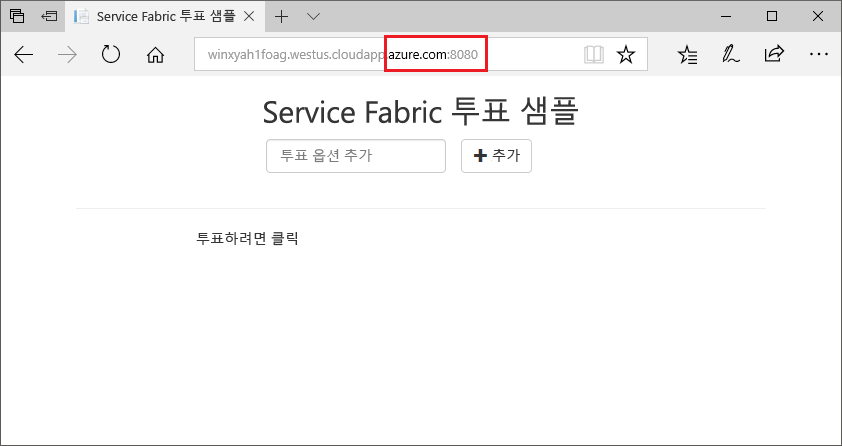 Service Fabric 투표 샘플
winxyah1foag.westus.cloudapp.azure.com:8080
Service Fabric 투표 샘플
투표 옵션 추가
추가
투표하려면 클릭